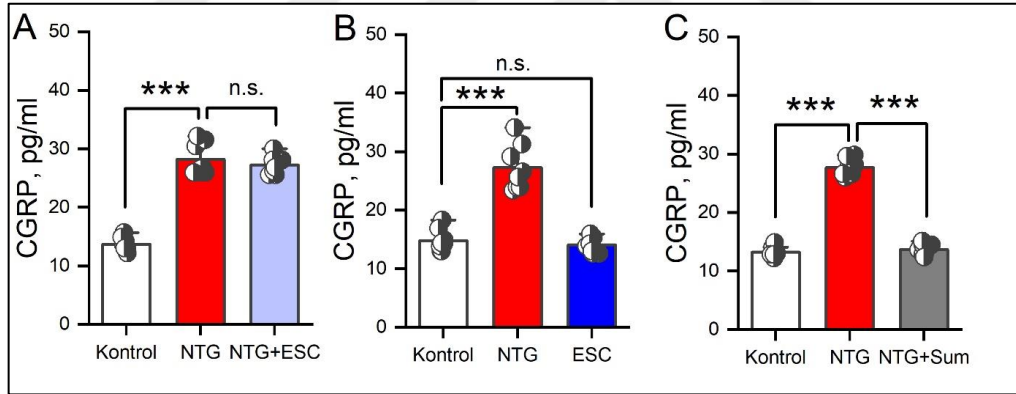 A
CGRP, pg/ml
50
40
30
20
10
0
***
n.s.
Kontrol NTG NTG+ESC
B
CGRP, pg/ml
50
40
30
20
10
0
n.s.
***
Kontrol NTG ESC
C
CGRP, pg/ml
50
40
30
20
10
0
*** ***
Kontrol NTG NTG+Sum